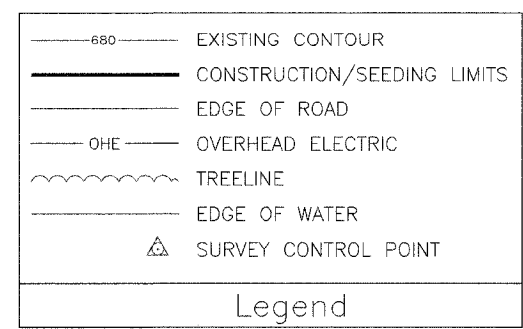 680 EXISTING CONTOUR
CONSTRUCTION/SEEDING LIMITS
EDGE OF ROAD
OHE OVERHEAD ELECTRIC
TREELINE
EDGE OF WATER
SURVEY CONTROL POINT
Legend